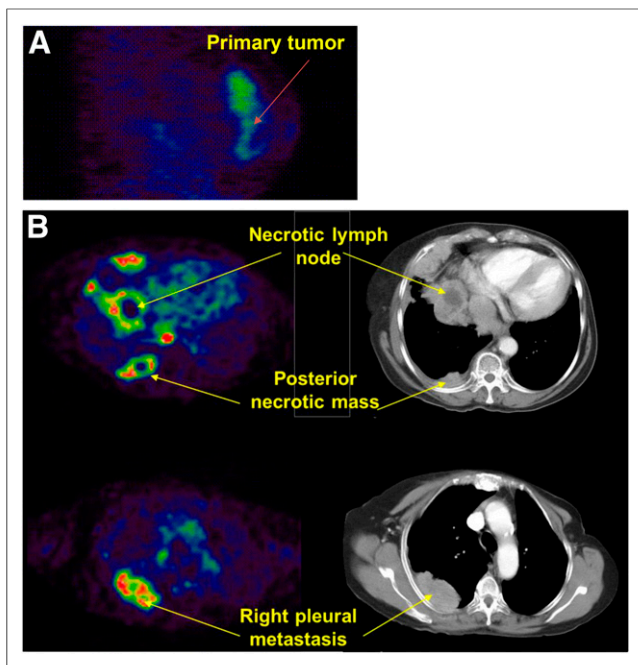 A
Primary tumor
B
Necrotic lymph
node
Posterior
necrotic mass
Right pleural
metastasis